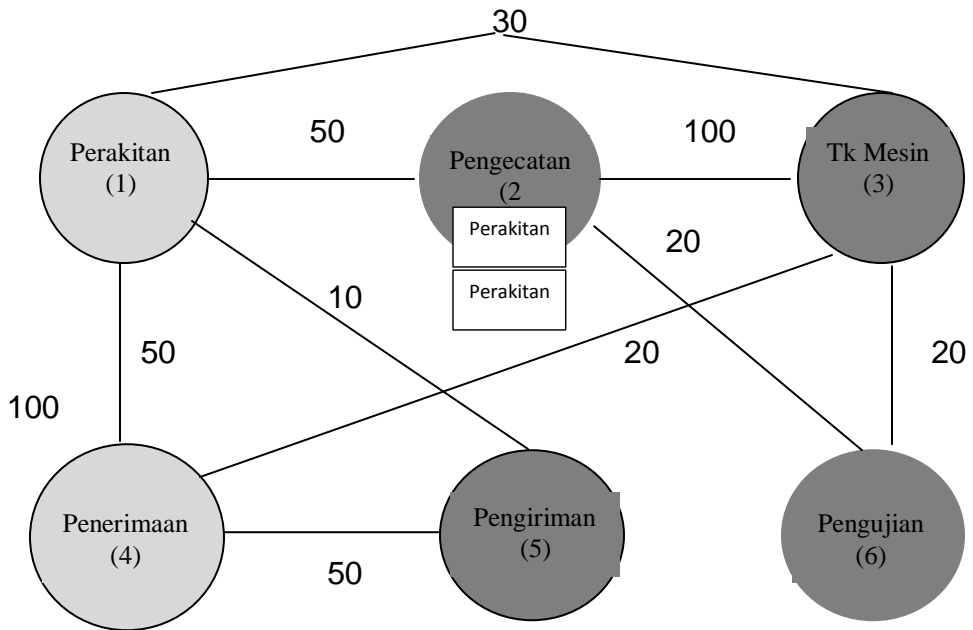 30
50
100
Perakitan
(1)
Pengecatan
(2
Tk Mesin
(3)
Perakitan
Perakitan
20
10
50
20
20
100
Penerimaan
(4)
Pengiriman
(5)
Pengujian
(6)
50